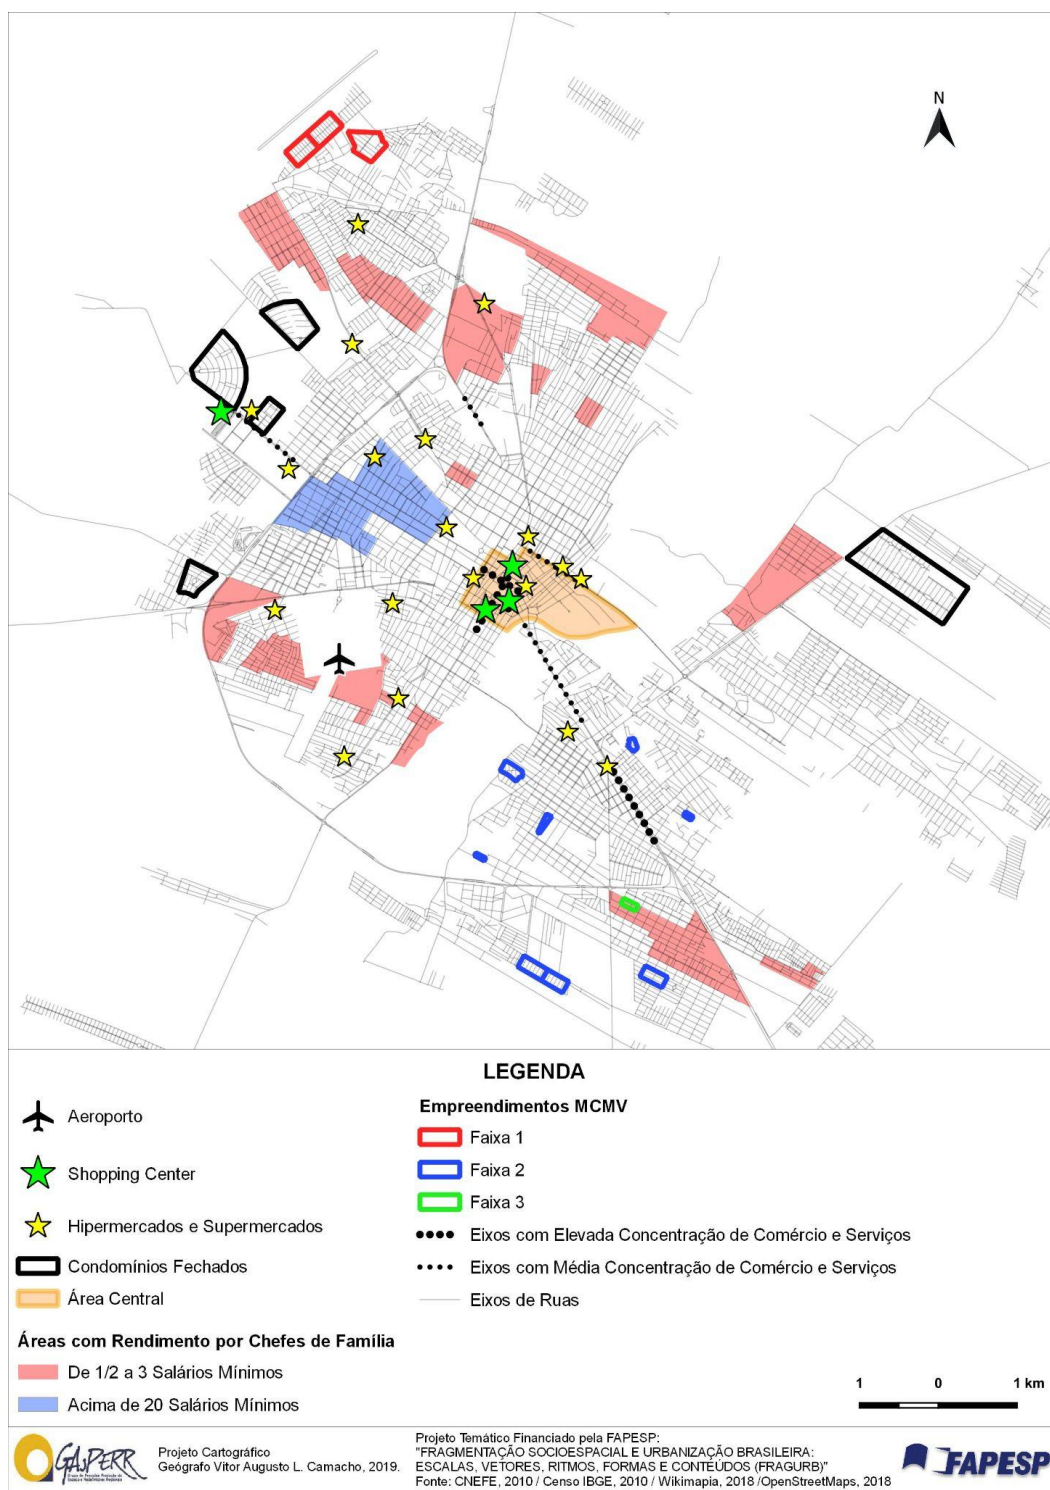 N
LEGENDA
Aeroporto
Shopping Center
Hipermercados e Supermercados
Condomínios Fechados
Área Central
Áreas com Rendimento por Chefes de Família
De 1/2 a 3 Salários Mínimos
Acima de 20 Salários Mínimos
Empreendimentos MCMV
Faixa 1
Faixa 2
Faixa 3
Eixos com Elevada Concentração de Comércio e Serviços
Eixos com Média Concentração de Comércio e Serviços
Eixos de Ruas
1 0 1 km
GAsPERR
Projeto Cartográfico
Geógrafo Vitor Augusto L. Camacho, 2019.
Projeto Temático Financiado pela FAPESP:
"FRAGMENTAÇÃO SOCIOESPACIAL E URBANIZAÇÃO BRASILEIRA:
ESCALAS, VETORES, RITMOS, FORMAS E CONTEÚDOS (FRAGURB)"
Fonte: CNEFE, 2010 / Censo IBGE, 2010 / Wikimapia, 2018 /OpenStreetMaps, 2018
FAPESP